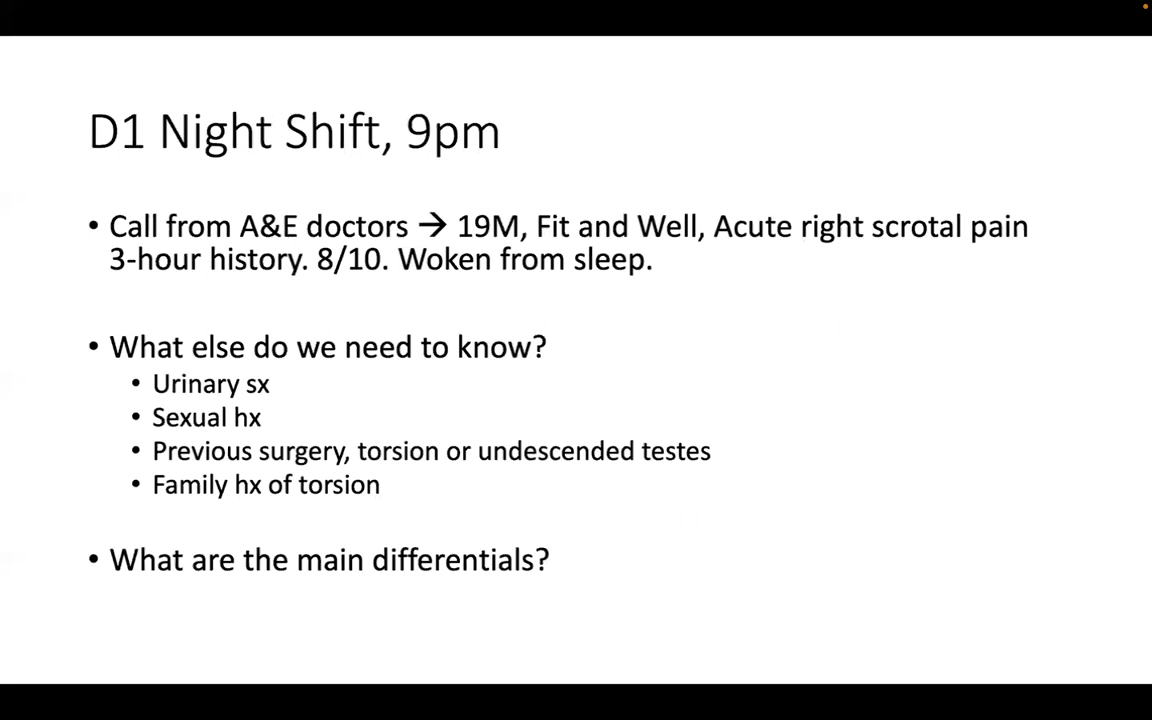 D1 Night Shift, 9pm
• Call from A&E doctors → 19M, Fit and Well, Acute right scrotal pain
3-hour history. 8/10. Woken from sleep.
• What else do we need to know?
• Urinary sx
• Sexual hx
• Previous surgery, torsion or undescended testes
• Family hx of torsion
• What are the main differentials?